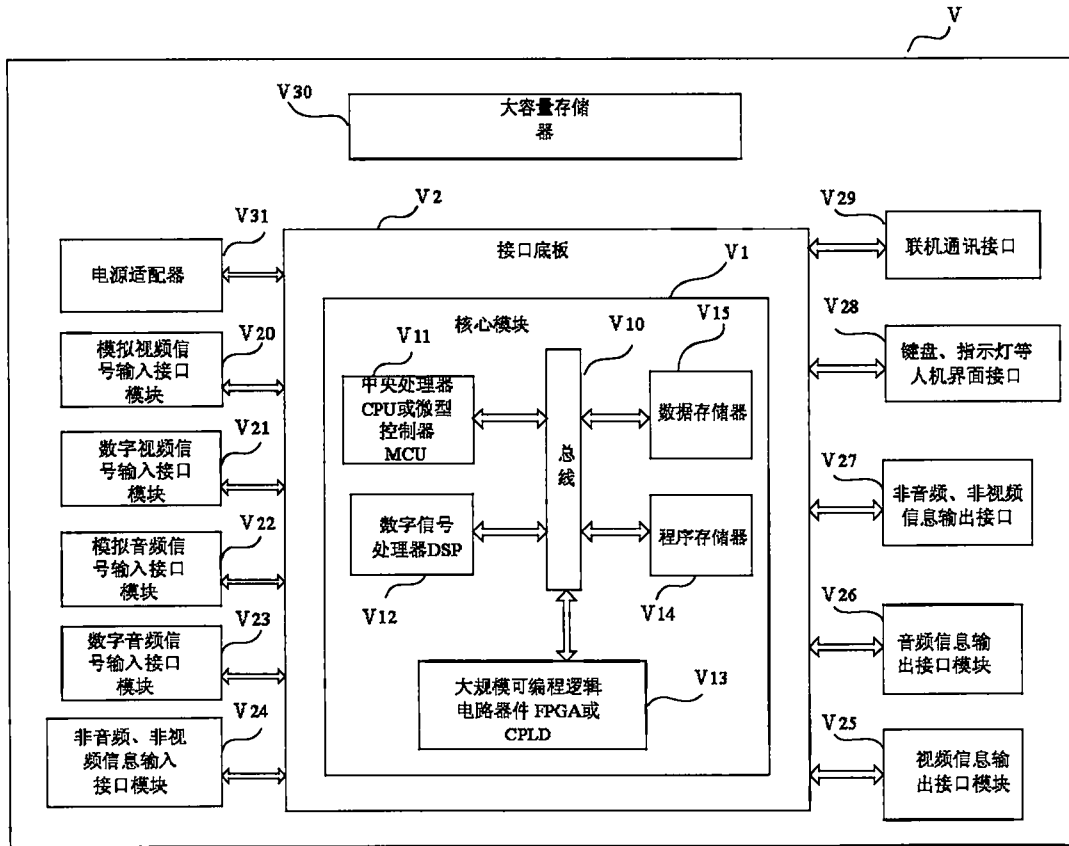 V
V30
大容量存储
器
V2
V31
电源适配器
接口底板
V29
联机通讯接口
V1
核心模块
V20
模拟视频信
号输入接口
模块
V11
中央处理器
CPU或微型
控制器
MCU
V10
总
线
V15
数据存储器
V28
键盘、指示灯等
人机界面接口
V21
数字视频信
号输入接口
模块
V27
非音频、非视频
信息输出接口
V22
模拟音频信
号输入接口
模块
数字信号
处理器DSP
V12
程序存储器
V14
V26
音频信息输
出接口模块
V23
数字音频信
号输入接口
模块
大规模可编程逻辑
电路器件 FPGA或
CPLD
V13
V24
非音频、非视
频信息输入
接口模块
V25
视频信息输
出接口模块